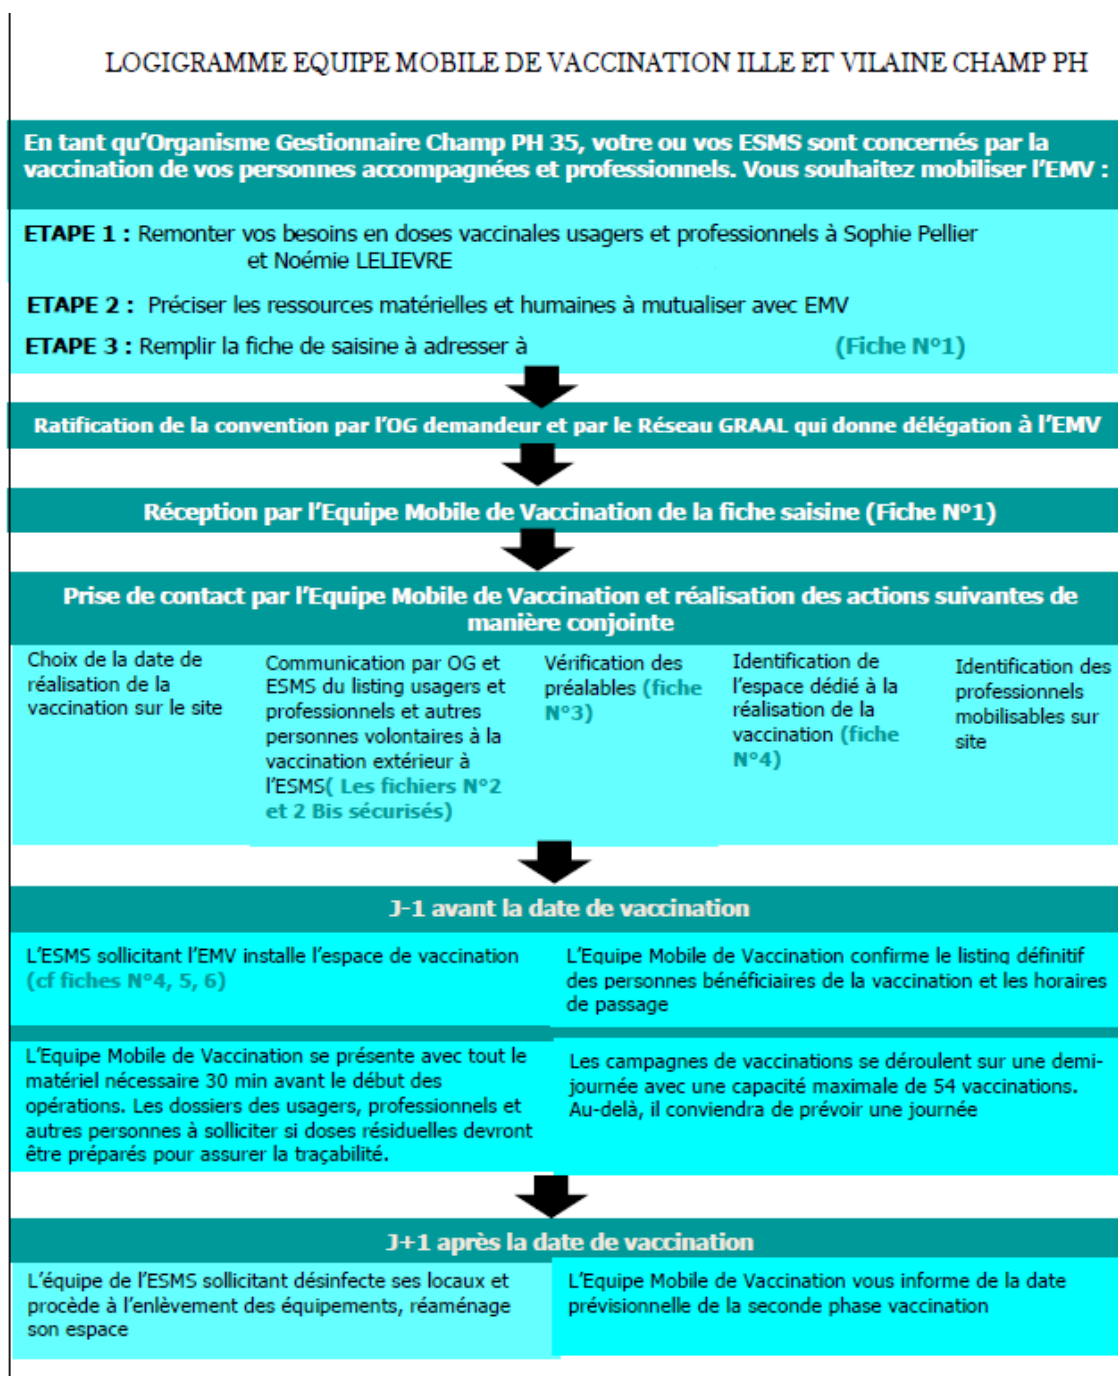 LOGIGRAMME EQUIPE MOBILE DE VACCINATION ILLE ET VILAINE CHAMP PH
En tant qu'Organisme Gestionnaire Champ PH 35, votre ou vos ESMS sont concernés par la
vaccination de vos personnes accompagnées et professionnels. Vous souhaitez mobiliser l'EMV :
ETAPE 1 : Remonter vos besoins en doses vaccinales usagers et professionnels à Sophie Pellier
et Noémie LELIEVRE
ETAPE 2 : Préciser les ressources matérielles et humaines à mutualiser avec EMV
ETAPE 3 : Remplir la fiche de saisine à adresser à (Fiche N°1)
Ratification de la convention par l'OG demandeur et par le Réseau GRAAL qui donne délégation à l'EMV
Réception par l'Equipe Mobile de Vaccination de la fiche saisine (Fiche N°1)
Prise de contact par l'Equipe Mobile de Vaccination et réalisation des actions suivantes de
manière conjointe
Choix de la date de
réalisation de la
vaccination sur le site
Communication par OG et
ESMS du listing usagers et
professionnels et autres
personnes volontaires à la
vaccination extérieur à
l'ESMS( Les fichiers N°2
et 2 Bis sécurisés)
Vérification des
préalables (fiche
N°3)
Identification de
l'espace dédié à la
réalisation de la
vaccination (fiche
N°4)
Identification des
professionnels
mobilisables sur
site
J-1 avant la date de vaccination
L'ESMS sollicitant l'EMV installe l'espace de vaccination
(cf fiches N°4, 5, 6)
L'Equipe Mobile de Vaccination confirme le listing définitif
des personnes bénéficiaires de la vaccination et les horaires
de passage
L'Equipe Mobile de Vaccination se présente avec tout le
matériel nécessaire 30 min avant le début des
opérations. Les dossiers des usagers, professionnels et
autres personnes à solliciter si doses résiduelles devront
être préparés pour assurer la traçabilité.
Les campagnes de vaccinations se déroulent sur une demi-
journée avec une capacité maximale de 54 vaccinations.
Au-delà, il conviendra de prévoir une journée
J+1 après la date de vaccination
L'équipe de l'ESMS sollicitant désinfecte ses locaux et
procède à l'enlèvement des équipements, réaménage
son espace
L'Equipe Mobile de Vaccination vous informe de la date
prévisionnelle de la seconde phase vaccination